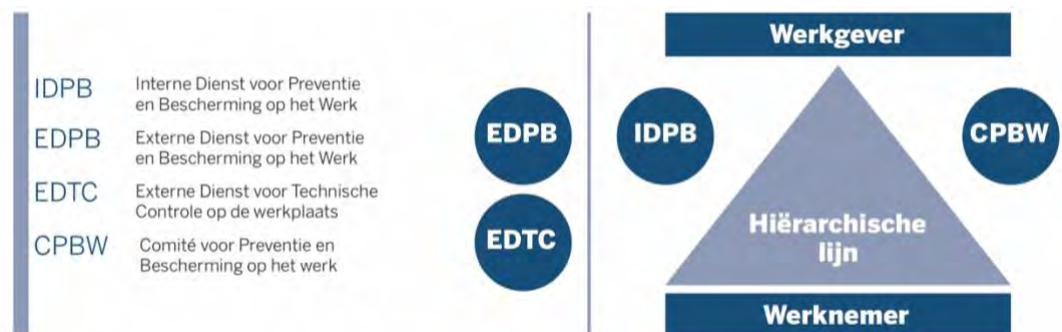 IDPB Interne Dienst voor Preventie
en Bescherming op het Werk
EDPB Externe Dienst voor Preventie
en Bescherming op het Werk
EDTC Externe Dienst voor Technische
Controle op de werkplaats
CPBW Comité voor Preventie en
Bescherming op het werk
EDPB
EDTC
Werkgever
IDPB
CPBW
Hiërarchische
lijn
Werknemer